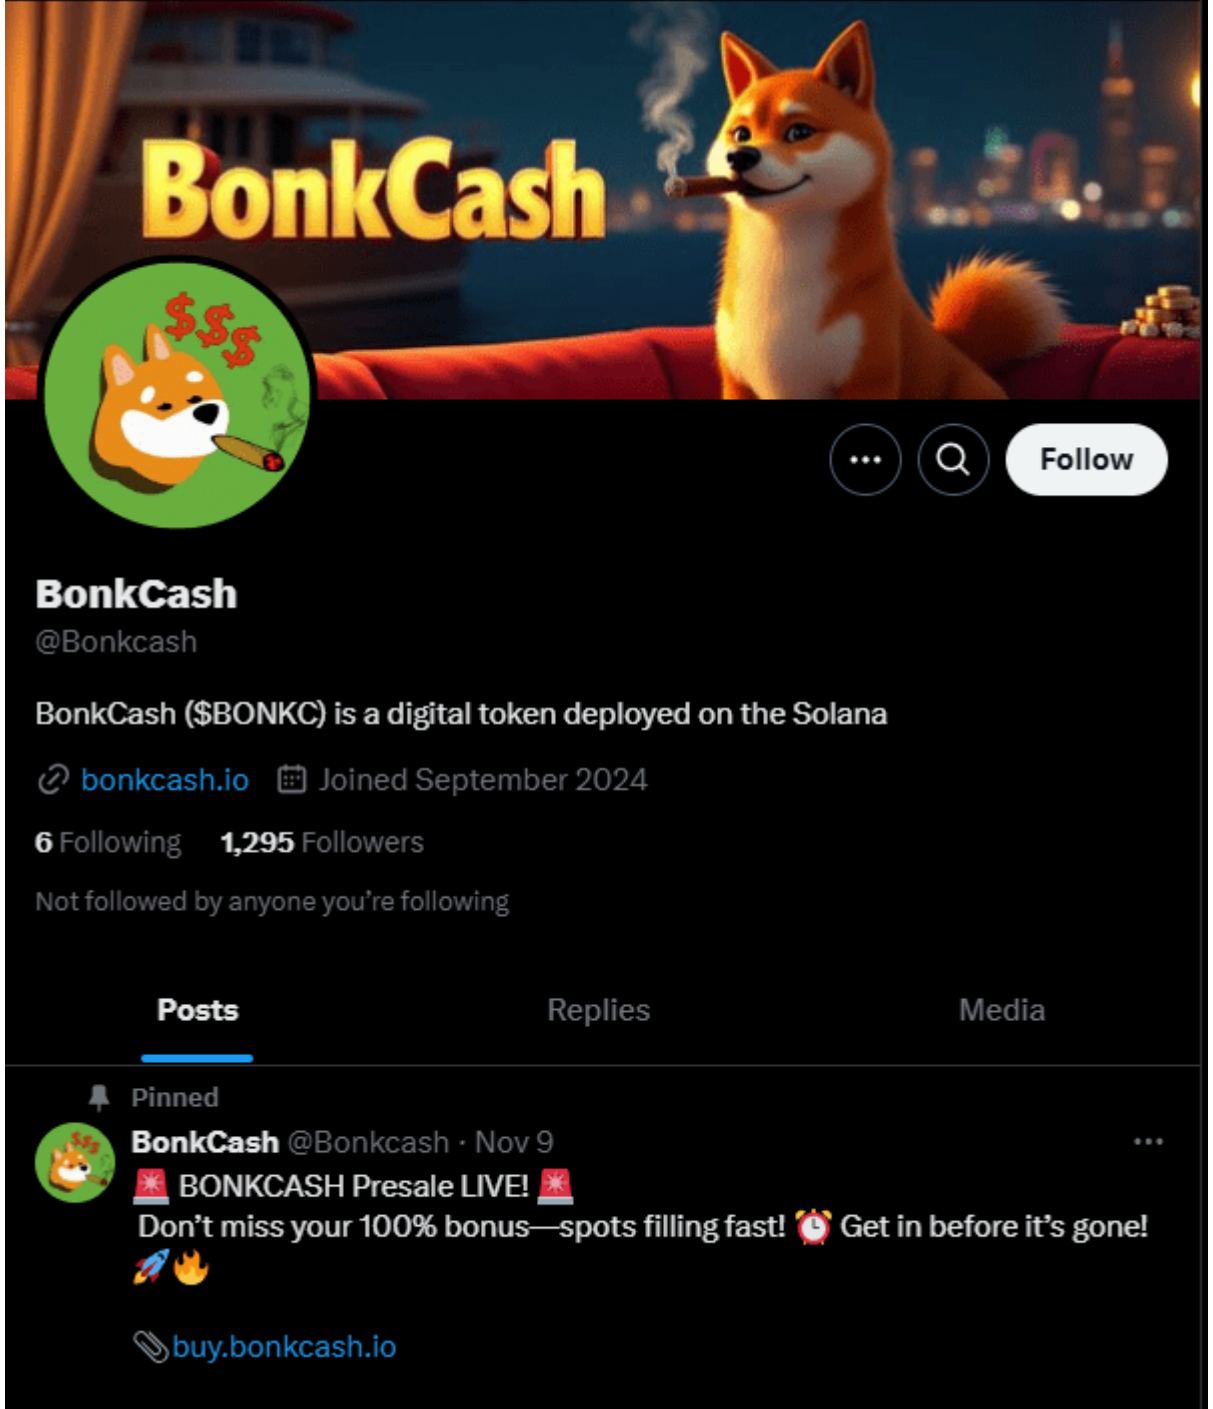 BonkCash
$$$
Follow
BonkCash
@Bonkcash
BonkCash ($BONKC) is a digital token deployed on the Solana
bonkcash.io Joined September 2024
6 Following 1,295 Followers
Not followed by anyone you’re following
Posts Replies Media
Pinned
BonkCash @Bonkcash · Nov 9
🚨 BONKCASH Presale LIVE! 🚨
Don’t miss your 100% bonus—spots filling fast! ⏰ Get in before it’s gone!
🚀🔥
📎buy.bonkcash.io